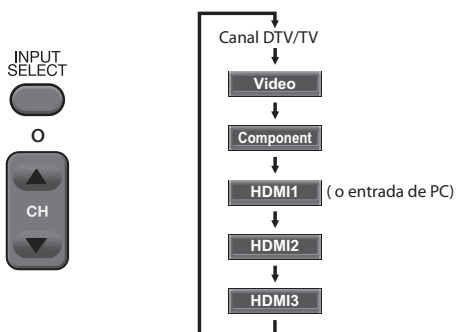 INPUT
SELECT
O
CH
Canal DTV/TV
Video
Component
HDMI1 ( o entrada de PC)
HDMI2
HDMI3